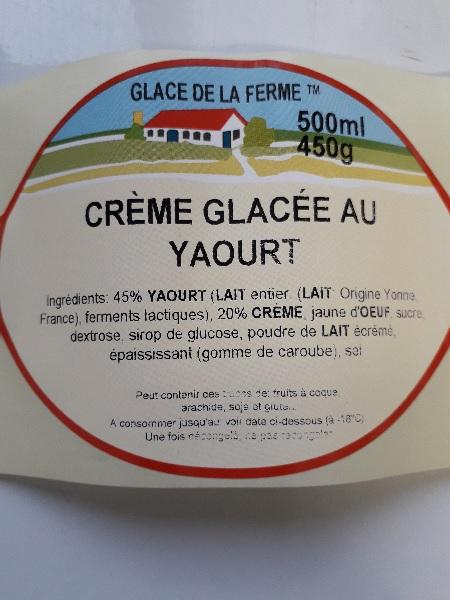 GLACE DE LA FERME ™
500ml
450g
CRÈME GLACÉE AU
YAOURT
Ingrédients: 45% YAOURT (LAIT entier (LAIT: Origine Yonne,
France), ferments lactiques), 20% CRÈME, jaune d'OEUF, sucre,
dextrose, sirop de glucose, poudre de LAIT écrémé,
épaississant (gomme de caroube), sel
Peut contenir des de: fruits à coque,
arachide, soja et
A consommer jusqu'au: voir date ci-dessous (à -18°C)
Une fois décongelé, ne pas recongeler